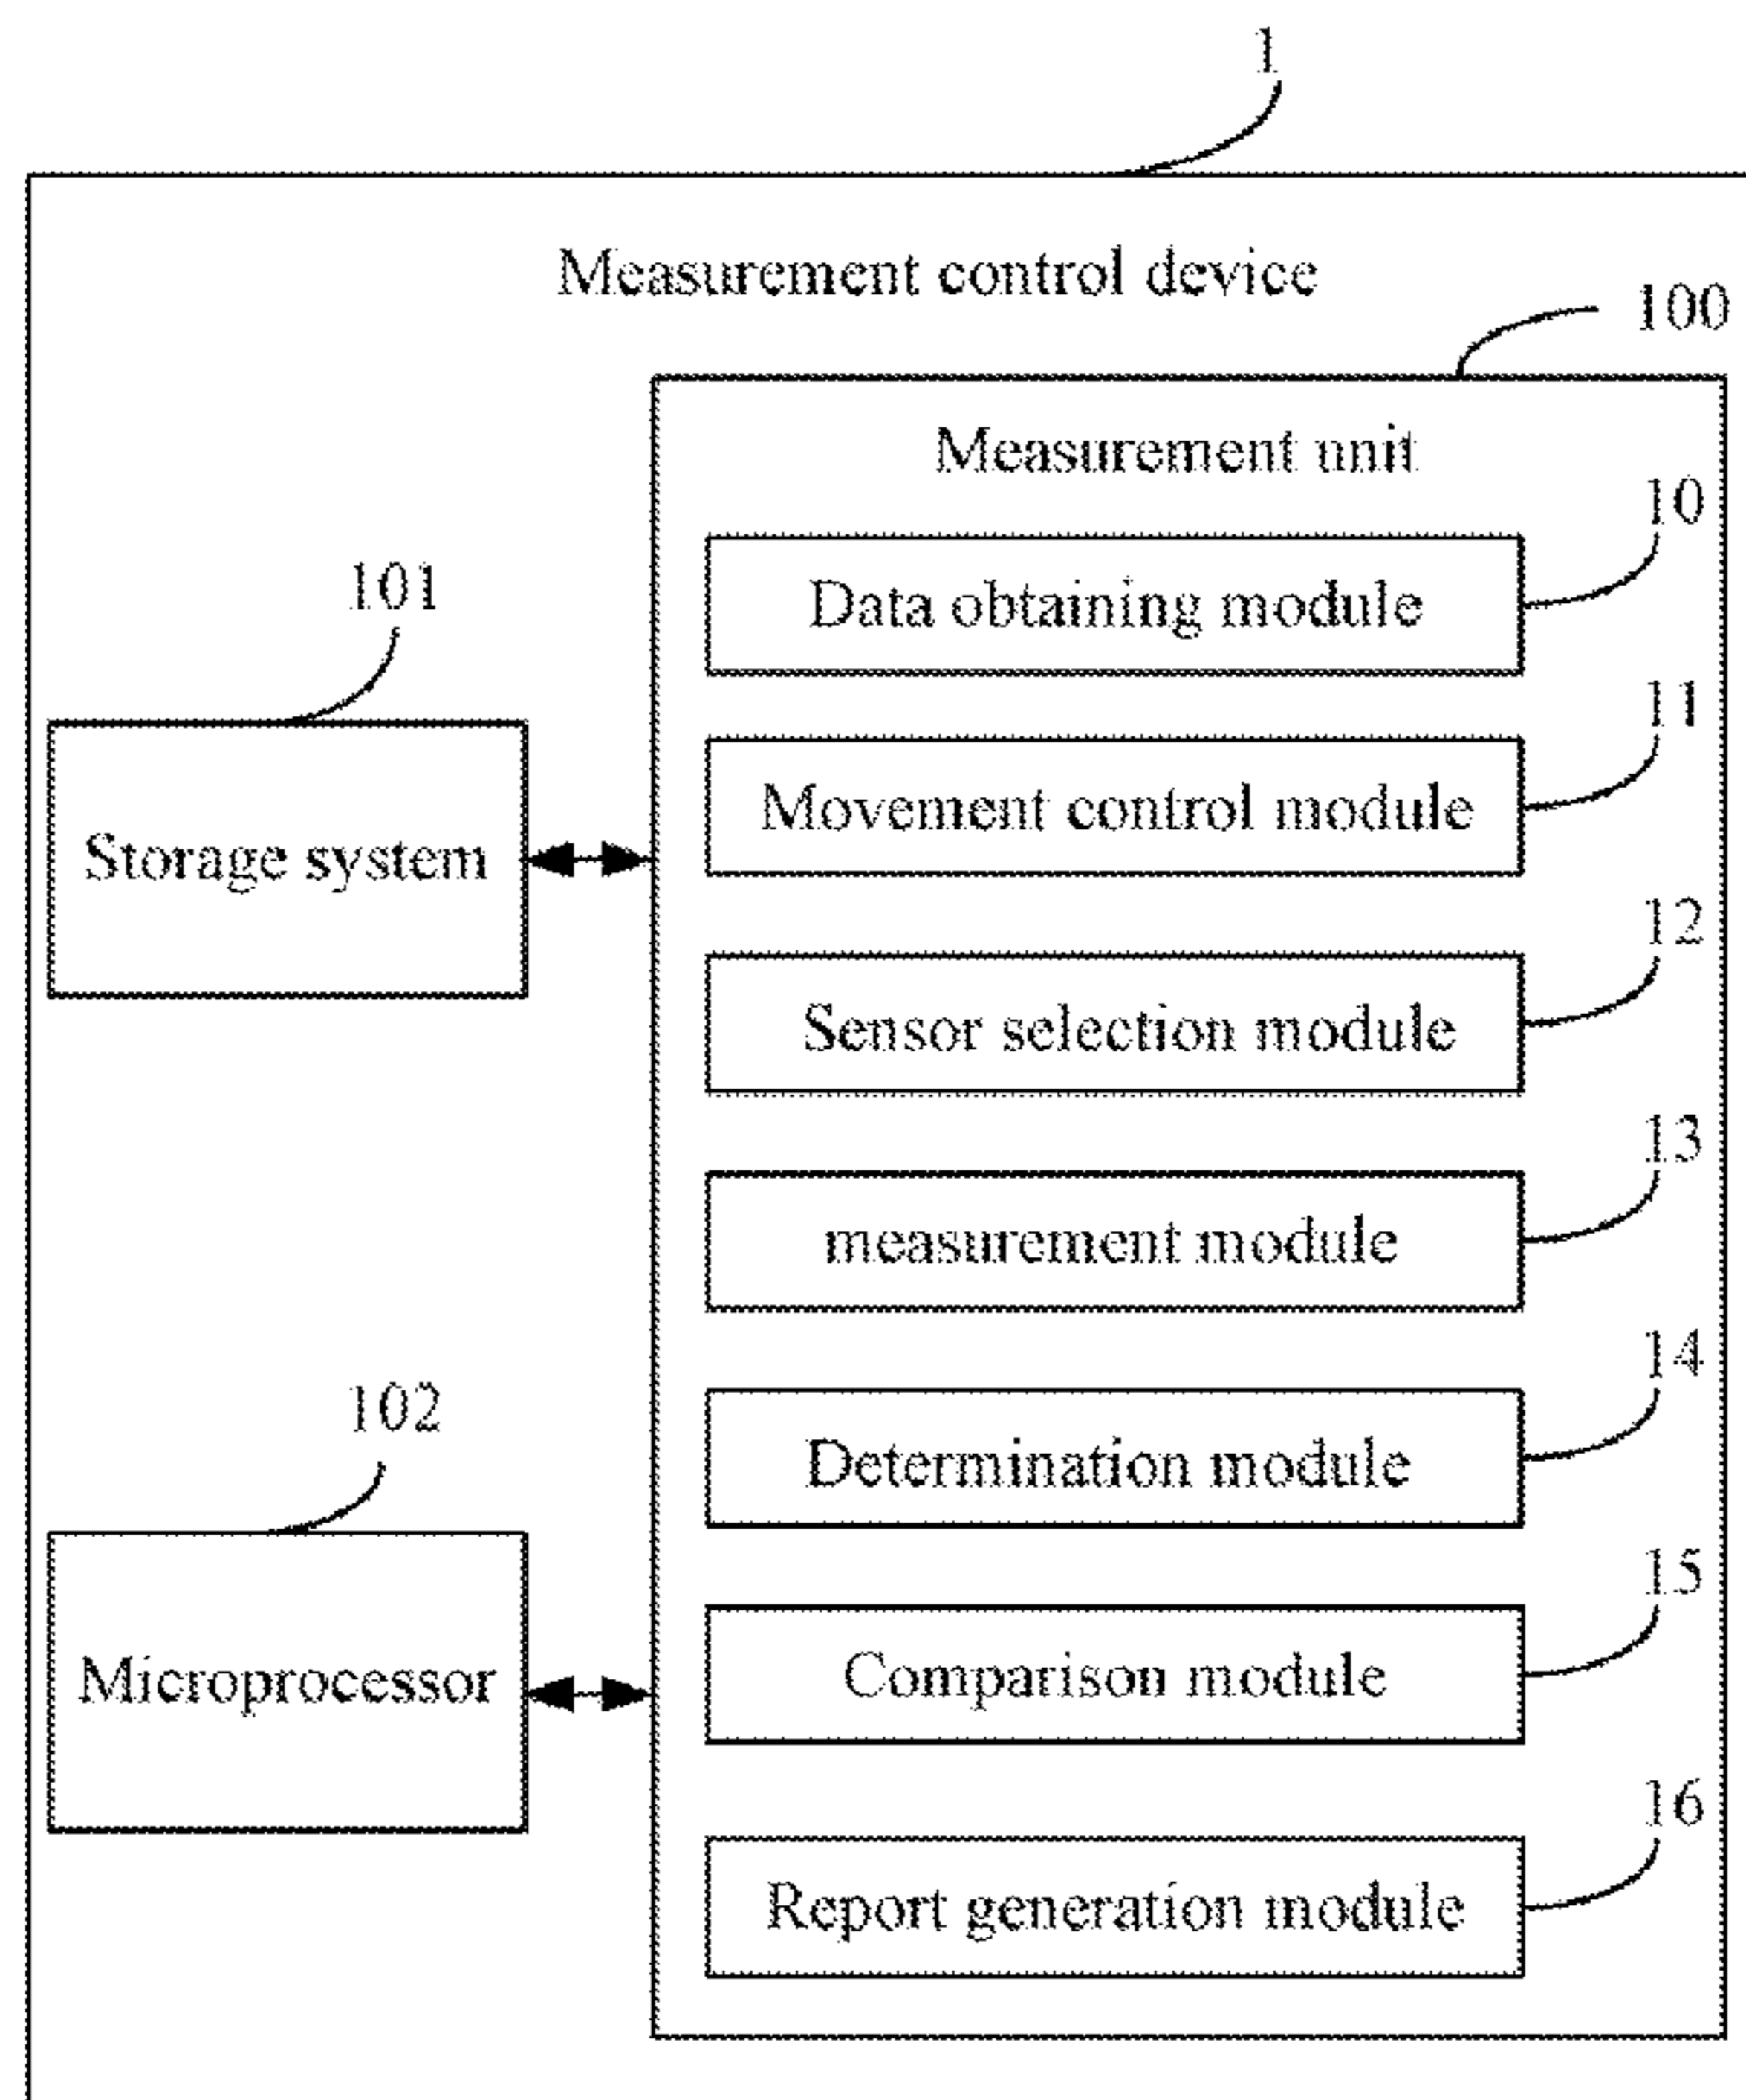 1
Measurement control device
100
Measurement unit
10
Data obtaining module
101
11
Movement control module
Storage system
12
Sensor selection module
13
measurement module
14
Determination module
102
15
Comparison module
Microprocessor
16
Report generation module